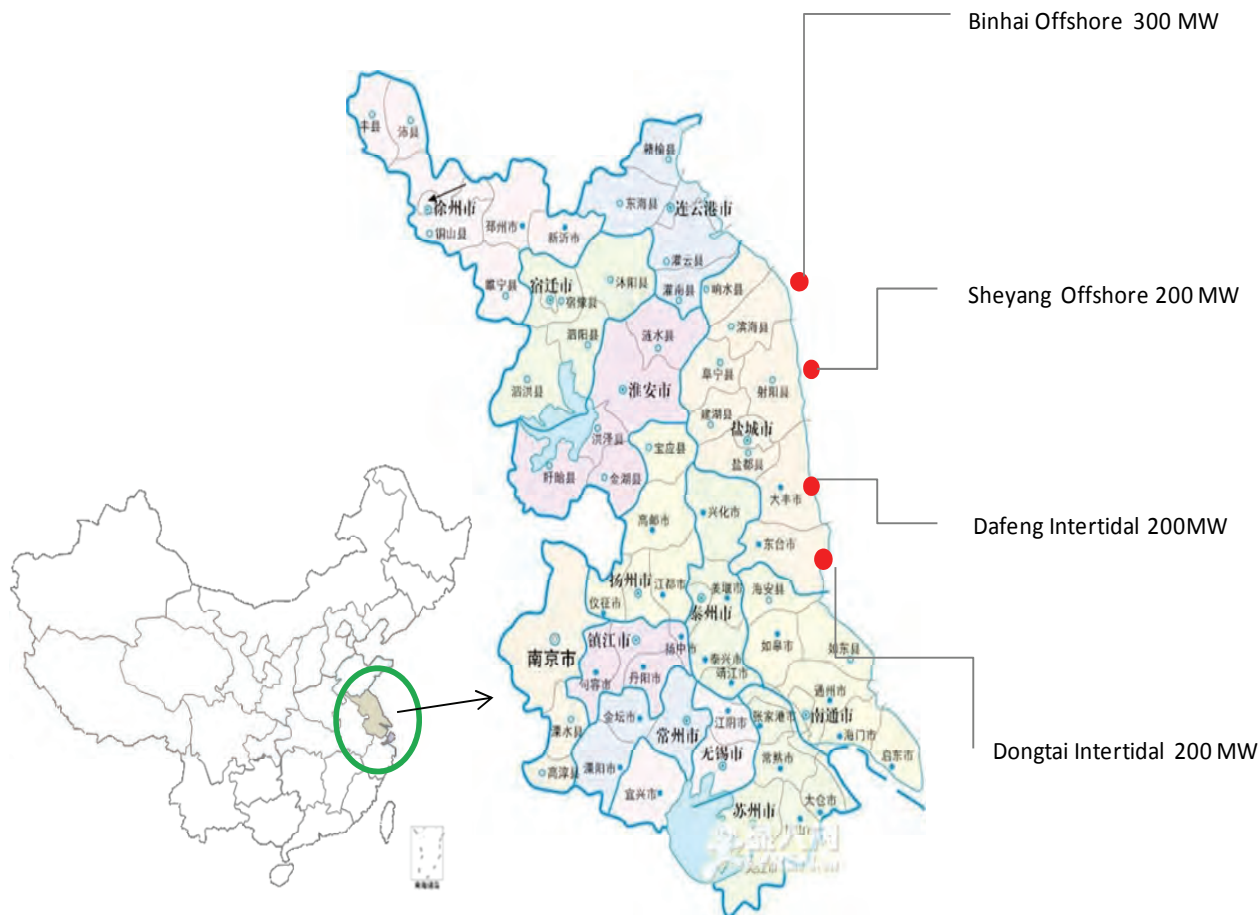 Binhai Offshore 300 MW
丰县
沛县
赣榆县
徐州市
东海县
连云港市
铜山县
邳州市
新沂市
灌云县
睢宁县
宿迁市
沭阳县
灌南县
响水县
Sheyang Offshore 200 MW
宿豫县
滨海县
泗阳县
涟水县
阜宁县
泗洪县
淮安市
射阳县
建湖县
洪泽县
盐城市
宝应县
盱眙县
金湖县
盐都县
大丰市
高邮市
兴化市
Dafeng Intertidal 200MW
东台市
扬州市
江都市
姜堰市
海安县
仪征市
泰州市
镇江市
南京市
扬中市
如皋市
如东县
句容市
丹阳市
泰兴市
靖江市
通州市
溧水县
金坛市
常州市
江阴市
张家港市
南通市
海门市
高淳县
溧阳市
无锡市
常熟市
启东市
Dongtai Intertidal 200 MW
宜兴市
苏州市
太仓市